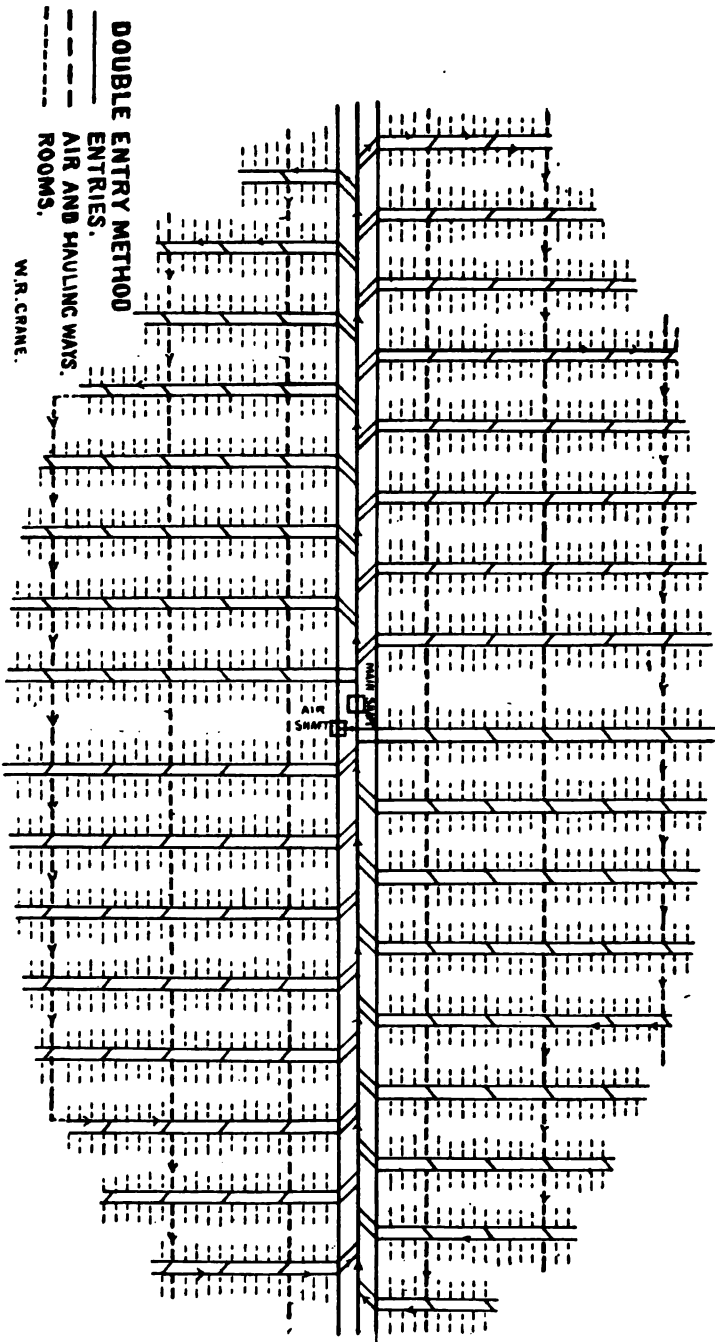 DOUBLE ENTRY METHOD
ENTRIES.
AIR AND HAULING WAYS.
ROOMS.
W.R.CRANE.
MAIN SHAFT
AIR
SHAFT